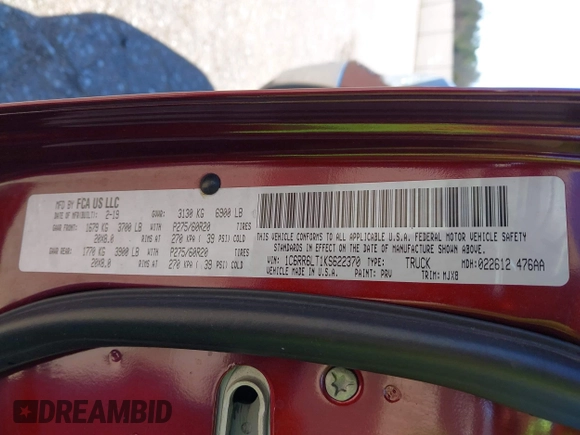 MFG BY FCA US LLC
DATE OF MFR(BUILT): 2-19 GVWR: 3130 KG 6900 LB
GAWR FRONT: 1679 KG 3700 LB P275/60R20 TIRES
20X8.0 RIMS AT 270 KPA ( 39 PSI) COLD
GAWR REAR: 1770 KG 3900 LB P275/60R20 TIRES
20X8.0 RIMS AT 270 KPA ( 39 PSI) COLD
THIS VEHICLE CONFORMS TO ALL APPLICABLE U.S.A. FEDERAL MOTOR VEHICLE SAFETY
STANDARDS IN EFFECT ON THE DATE OF MANUFACTURE SHOWN ABOVE.
VIN: 1C6RR6LT1KS622370 TYPE: TRUCK MDH: 022612 476AA
VEHICLE MADE IN U.S.A. PAINT: PRV TRIM: MJX8
DREAMBID